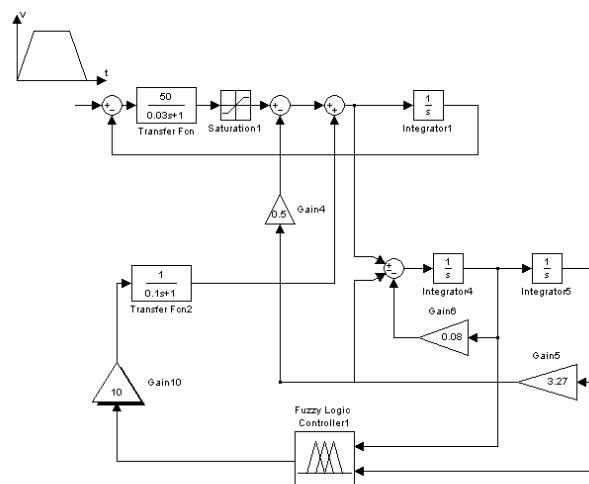 v
t
50
0.03s+1
Transfer Fcn
Saturation1
1
s
Integrator1
0.5
Gain4
1
0.1s+1
Transfer Fcn2
1
s
Integrator4
1
s
Integrator5
Gain6
0.08
Gain5
3.27
10
Gain10
Fuzzy Logic
Controller1